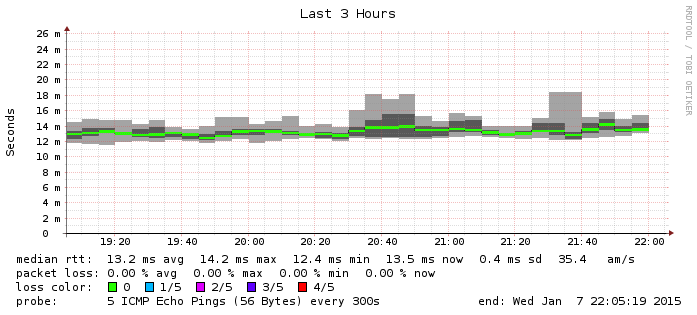 Last 3 Hours
RRDTOOL / TOBI OETIKER
Seconds
26 m
24 m
22 m
20 m
18 m
16 m
14 m
12 m
10 m
8 m
6 m
4 m
2 m
0
19:20 19:40 20:00 20:20 20:40 21:00 21:20 21:40 22:00
median rtt: 13.2 ms avg 14.2 ms max 12.4 ms min 13.5 ms now 0.4 ms sd 35.4 am/s
packet loss: 0.00 % avg 0.00 % max 0.00 % min 0.00 % now
loss color: 0 1/5 2/5 3/5 4/5
probe: 5 ICMP Echo Pings (56 Bytes) every 300s end: Wed Jan 7 22:05:19 2015